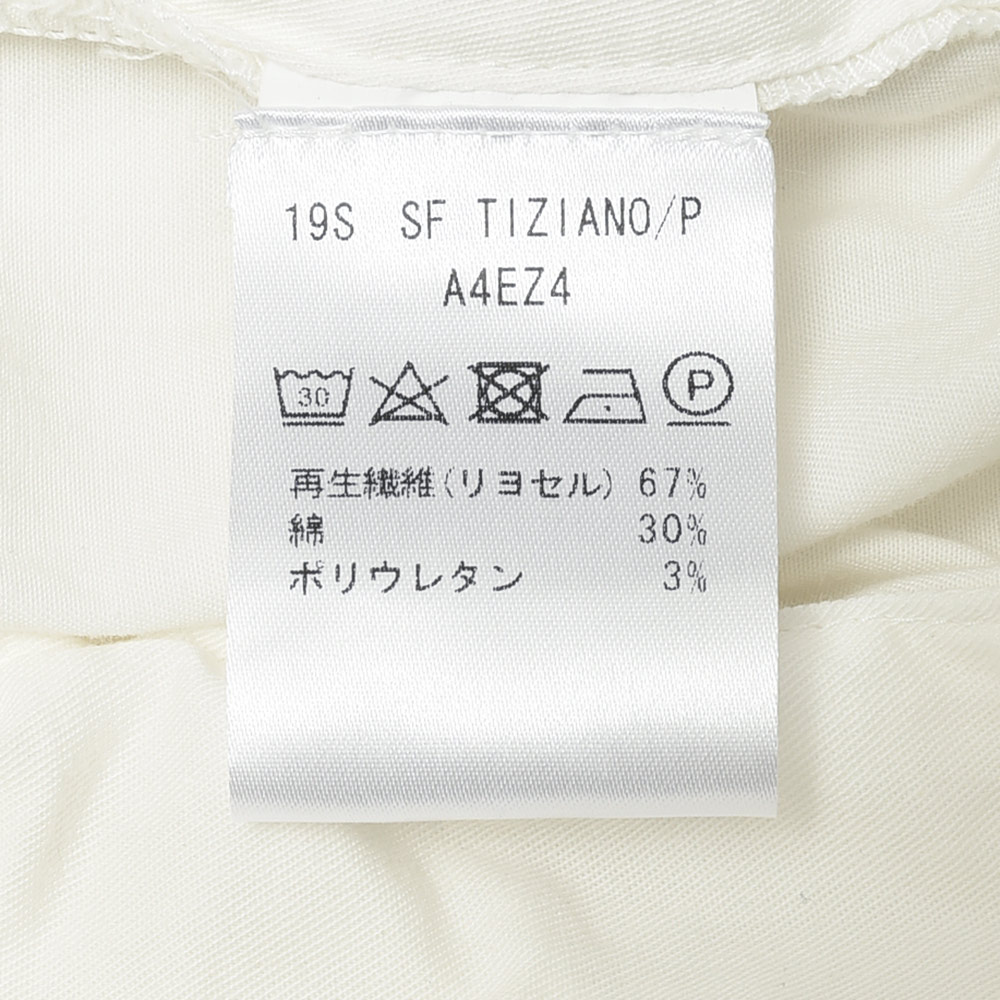 19S SF TIZIANO/P
A4EZ4
30 P
再生繊維(リヨセル) 67%
綿 30%
ポリウレタン 3%